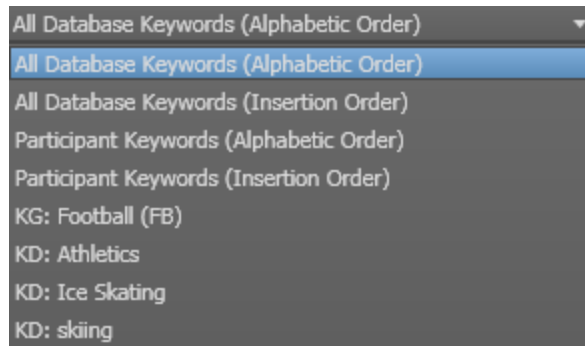 All Database Keywords (Alphabetic Order)
All Database Keywords (Alphabetic Order)
All Database Keywords (Insertion Order)
Participant Keywords (Alphabetic Order)
Participant Keywords (Insertion Order)
KG: Football (FB)
KD: Athletics
KD: Ice Skating
KD: skiing